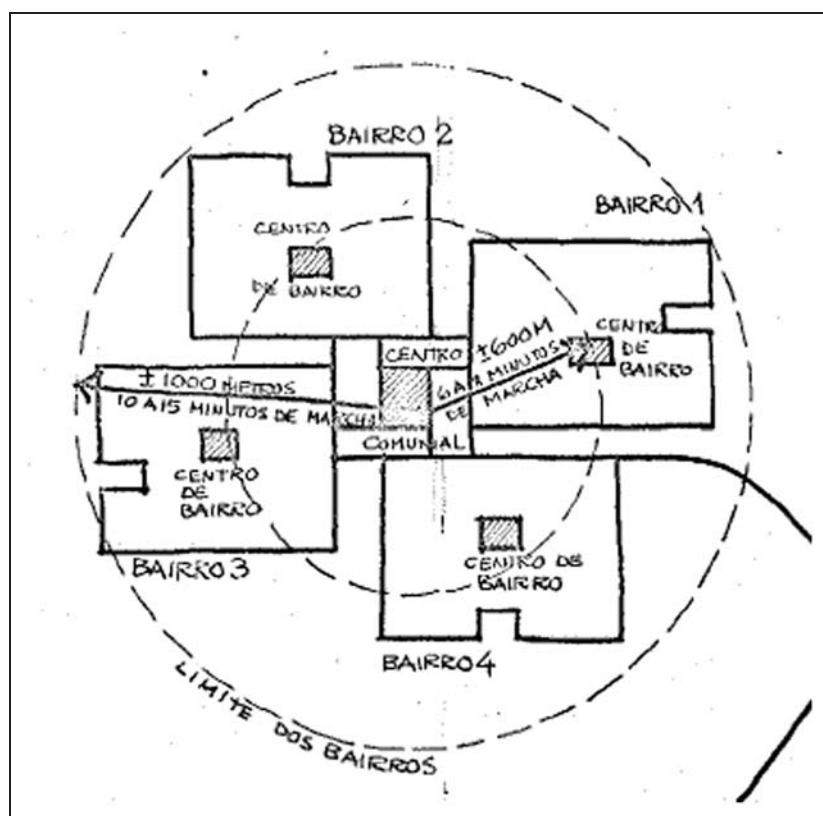 BAIRRO 2
BAIRRO 1
CENTRO
DE BAIRRO
CENTRO
COMUNAL
±600M
6 A MINUTOS
DE MARCHA
CENTRO
DE
BAIRRO
± 1000 METROS
10 A 15 MINUTOS DE MARCHA
CENTRO
DE
BAIRRO
BAIRRO 3
CENTRO DE
BAIRRO
BAIRRO 4
LIMITE DOS BAIRROS